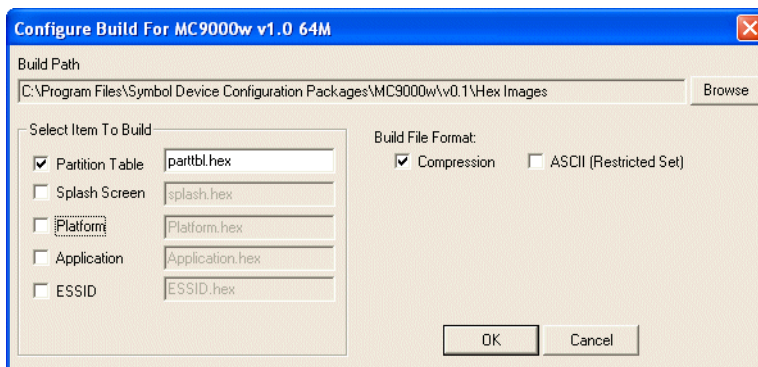 Configure Build For MC9000w v1.0 64M
Build Path
C:\Program Files\Symbol Device Configuration Packages\MC9000w\v0.1\Hex Images
Browse
Select Item To Build
Partition Table parttbl.hex
Splash Screen splash.hex
Platform Platform.hex
Application Application.hex
ESSID ESSID.hex
Build File Format:
Compression ASCII (Restricted Set)
OK Cancel